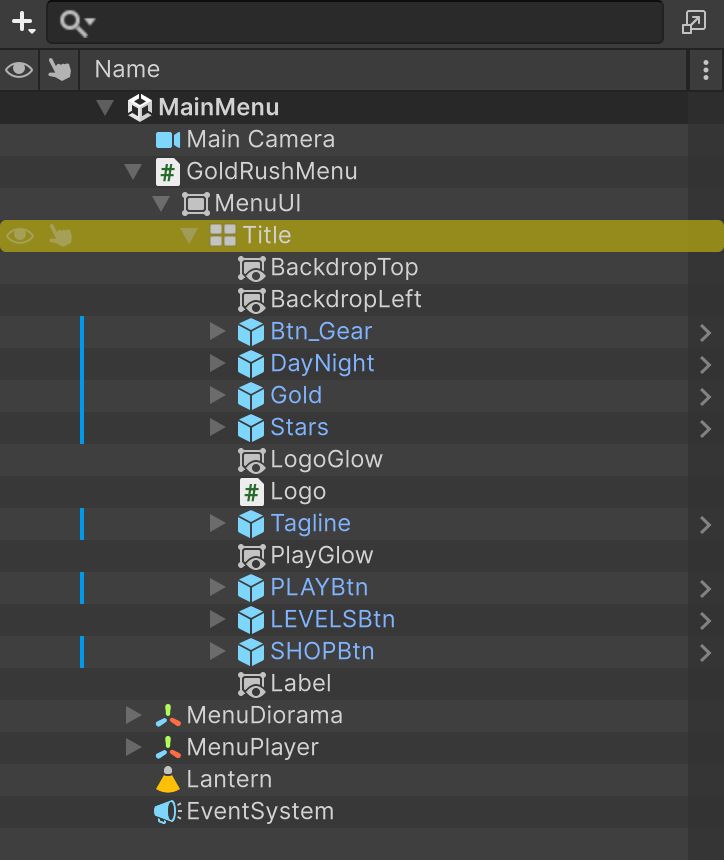 Name
MainMenu
Main Camera
# GoldRushMenu
MenuUI
Title
BackdropTop
BackdropLeft
Btn_Gear
DayNight
Gold
Stars
LogoGlow
# Logo
Tagline
PlayGlow
PLAYBtn
LEVELSBtn
SHOPBtn
Label
MenuDiorama
MenuPlayer
Lantern
EventSystem